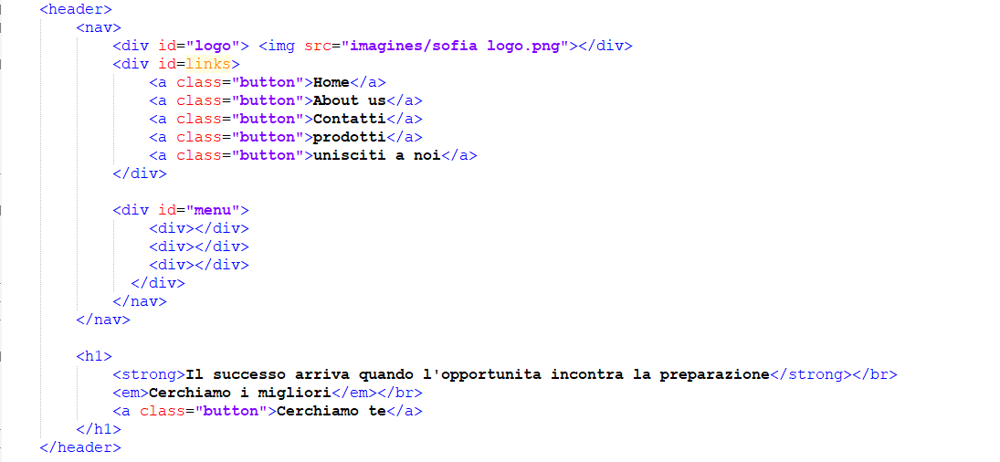 <header>
<nav>
<div id="logo"> <img src="imagines/sofia logo.png"></div>
<div id=links>
<a class="button">Home</a>
<a class="button">About us</a>
<a class="button">Contatti</a>
<a class="button">prodotti</a>
<a class="button">unisciti a noi</a>
</div>
<div id="menu">
<div></div>
<div></div>
<div></div>
</div>
</nav>
</nav>
<h1>
<strong>Il successo arriva quando l'opportunita incontra la preparazione</strong></br>
<em>Cerchiamo i migliori</em></br>
<a class="button">Cerchiamo te</a>
</h1>
</header>